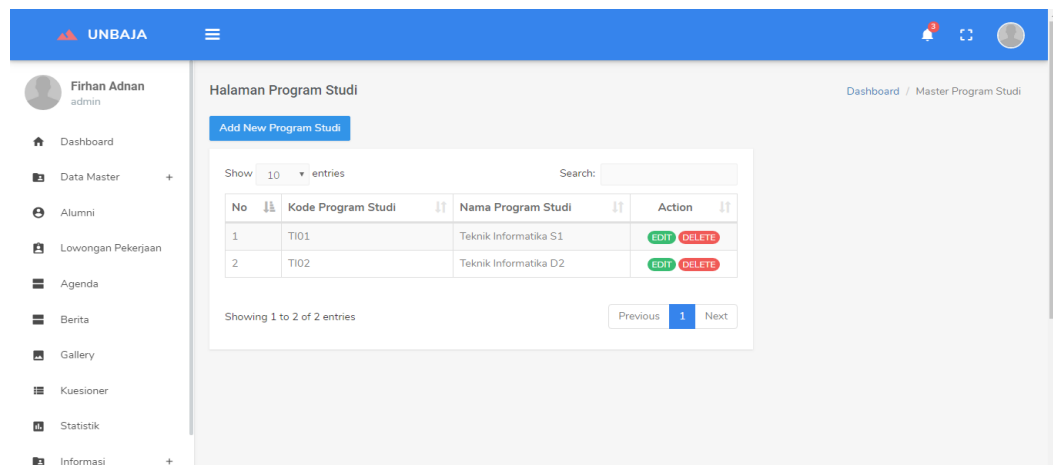 UNBAJA
3
Firhan Adnan
admin
Dashboard
Data Master +
Alumni
Lowongan Pekerjaan
Agenda
Berita
Gallery
Kuesioner
Statistik
Informasi +
Halaman Program Studi
Dashboard / Master Program Studi
Add New Program Studi
Show 10 entries Search:
No Kode Program Studi Nama Program Studi Action
1 TI01 Teknik Informatika S1 EDIT DELETE
2 TI02 Teknik Informatika D2 EDIT DELETE
Showing 1 to 2 of 2 entries Previous 1 Next